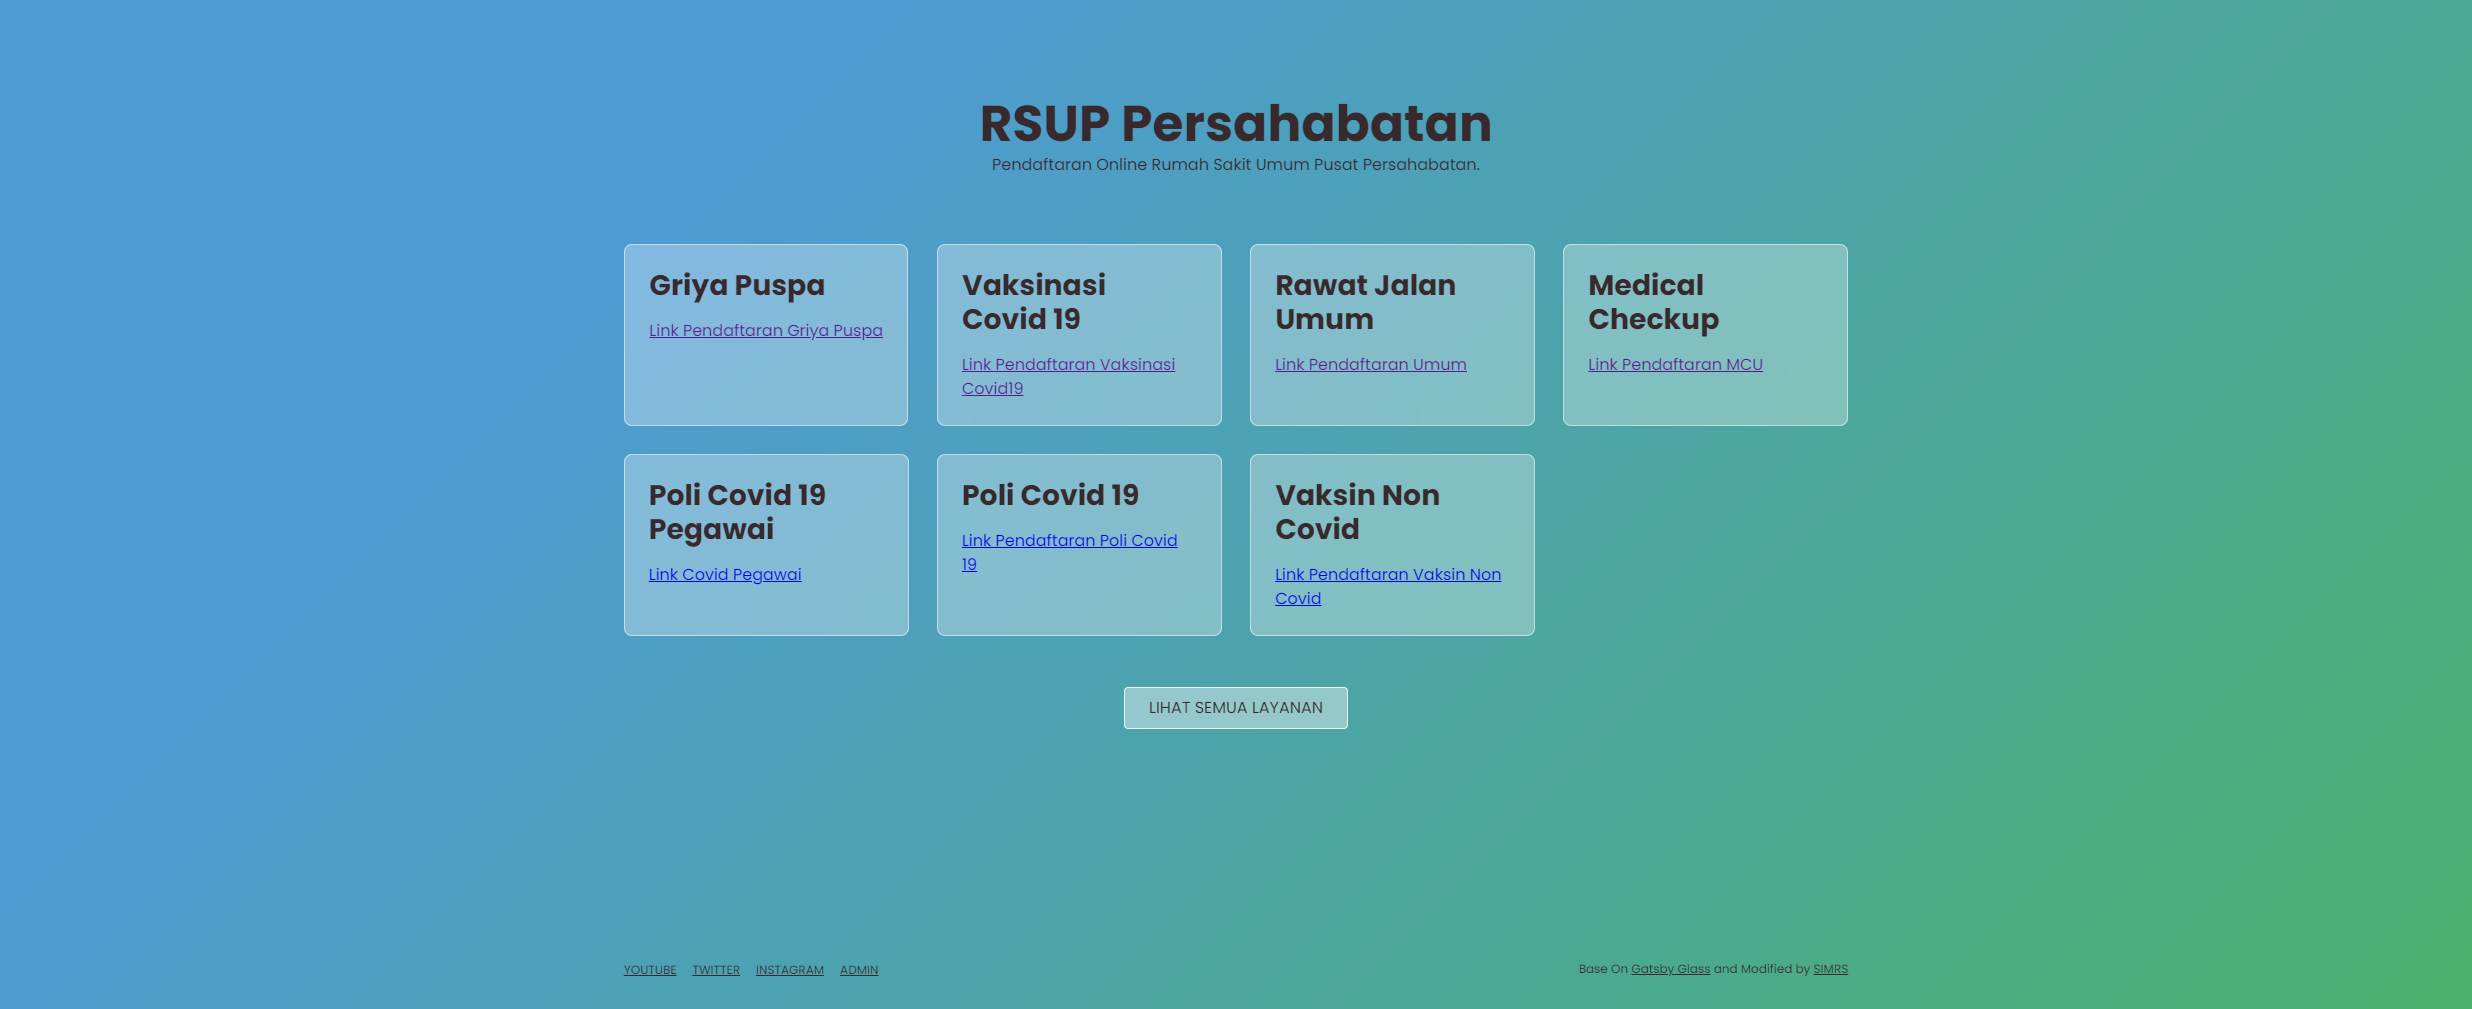 RSUP Persahabatan
Pendaftaran Online Rumah Sakit Umum Pusat Persahabatan.
Griya Puspa
Link Pendaftaran Griya Puspa
Vaksinasi
Covid 19
Link Pendaftaran Vaksinasi
Covid19
Rawat Jalan
Umum
Link Pendaftaran Umum
Medical
Checkup
Link Pendaftaran MCU
Poli Covid 19
Pegawai
Link Covid Pegawai
Poli Covid 19
Link Pendaftaran Poli Covid
19
Vaksin Non
Covid
Link Pendaftaran Vaksin Non
Covid
LIHAT SEMUA LAYANAN
YOUTUBE TWITTER INSTAGRAM ADMIN
Base On Gatsby Glass and Modified by SIMRS